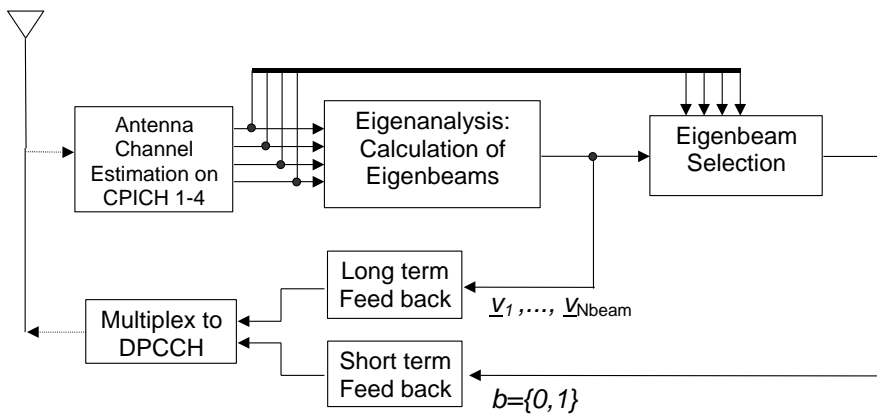 Antenna
Channel
Estimation on
CPICH 1-4
Eigenanalysis:
Calculation of
Eigenbeams
Eigenbeam
Selection
Long term
Feed back
v1 ,..., vNbeam
Multiplex to
DPCCH
Short term
Feed back
b={0,1}